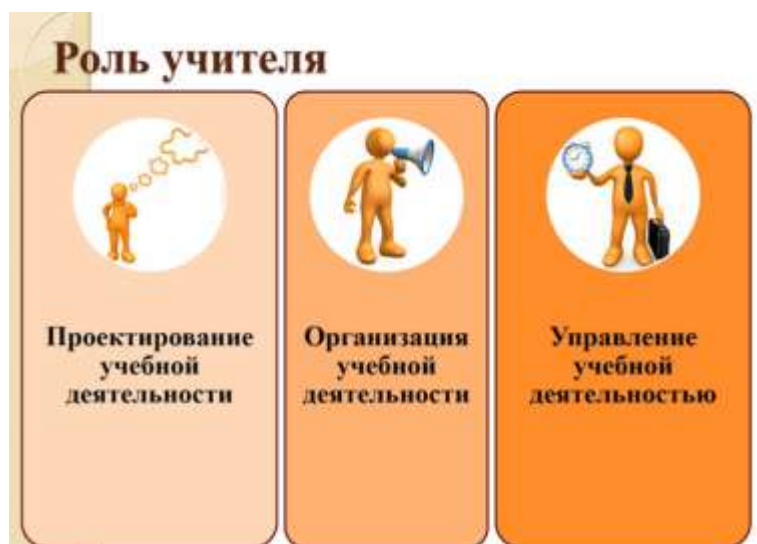 Роль учителя
Проектирование
учебной
деятельности
Организация
учебной
деятельности
Управление
учебной
деятельностью